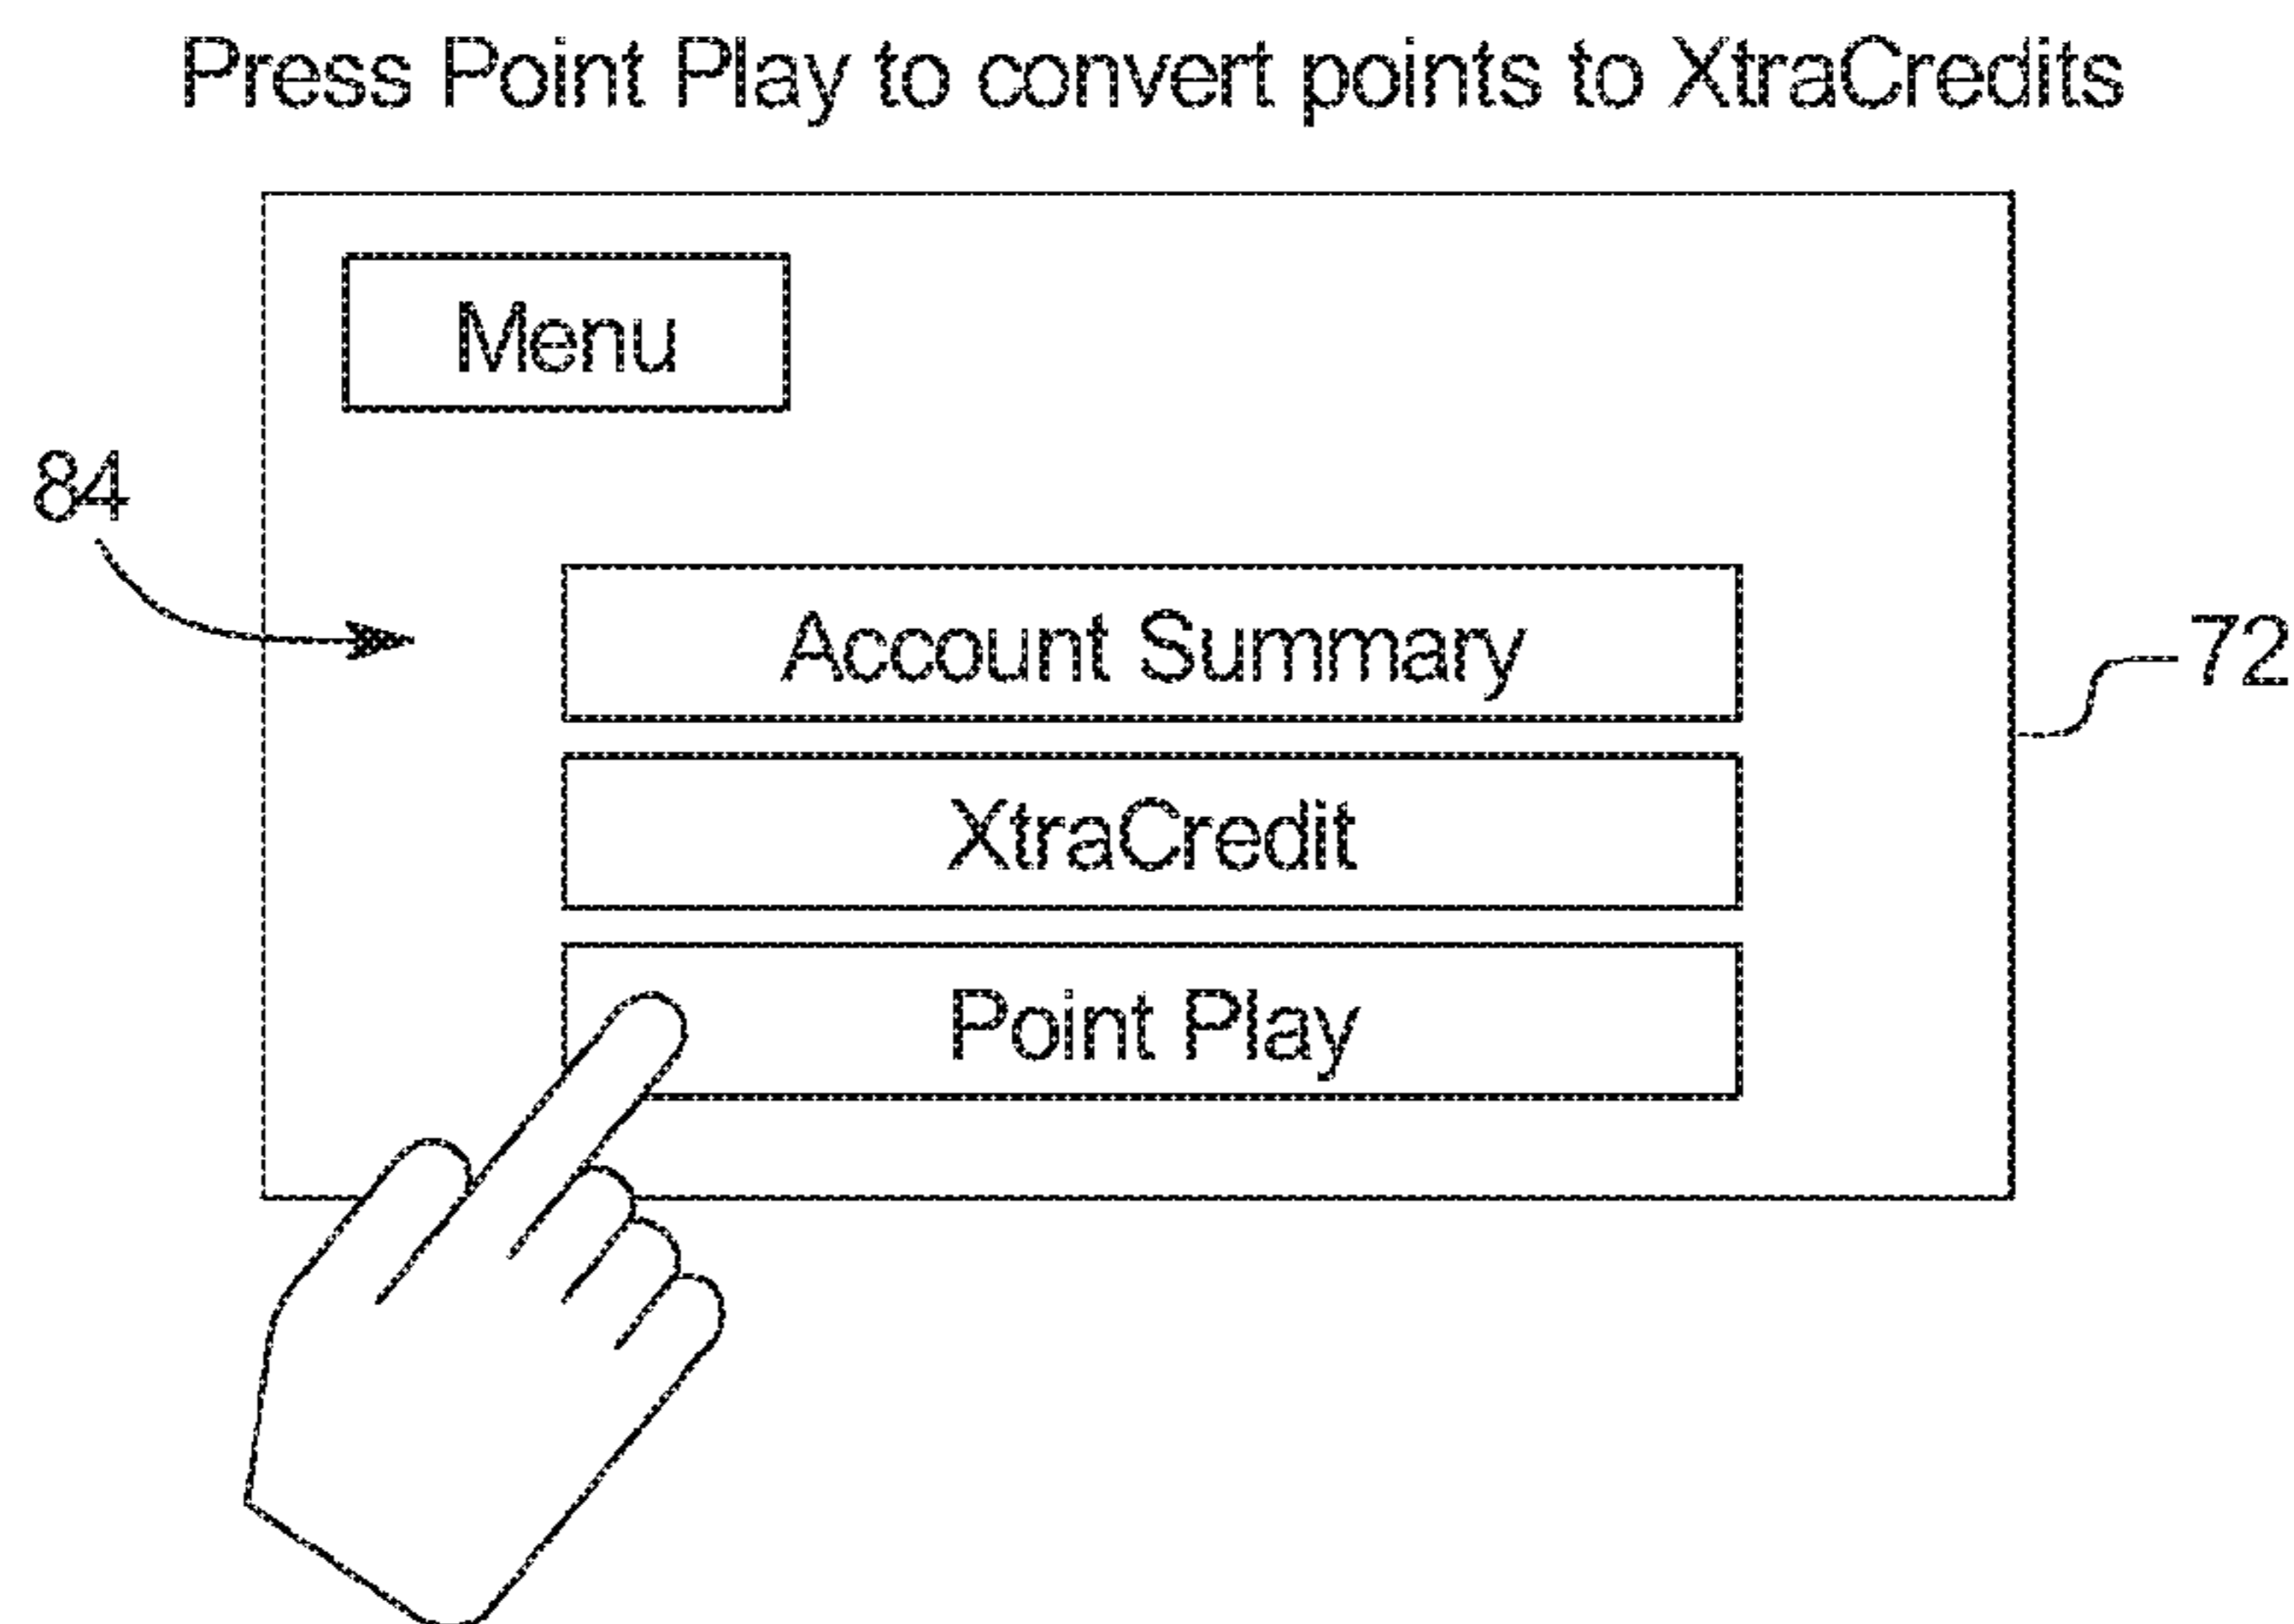 Press Point Play to convert points to XtraCredits
Menu
84
Account Summary
72
XtraCredit
Point Play